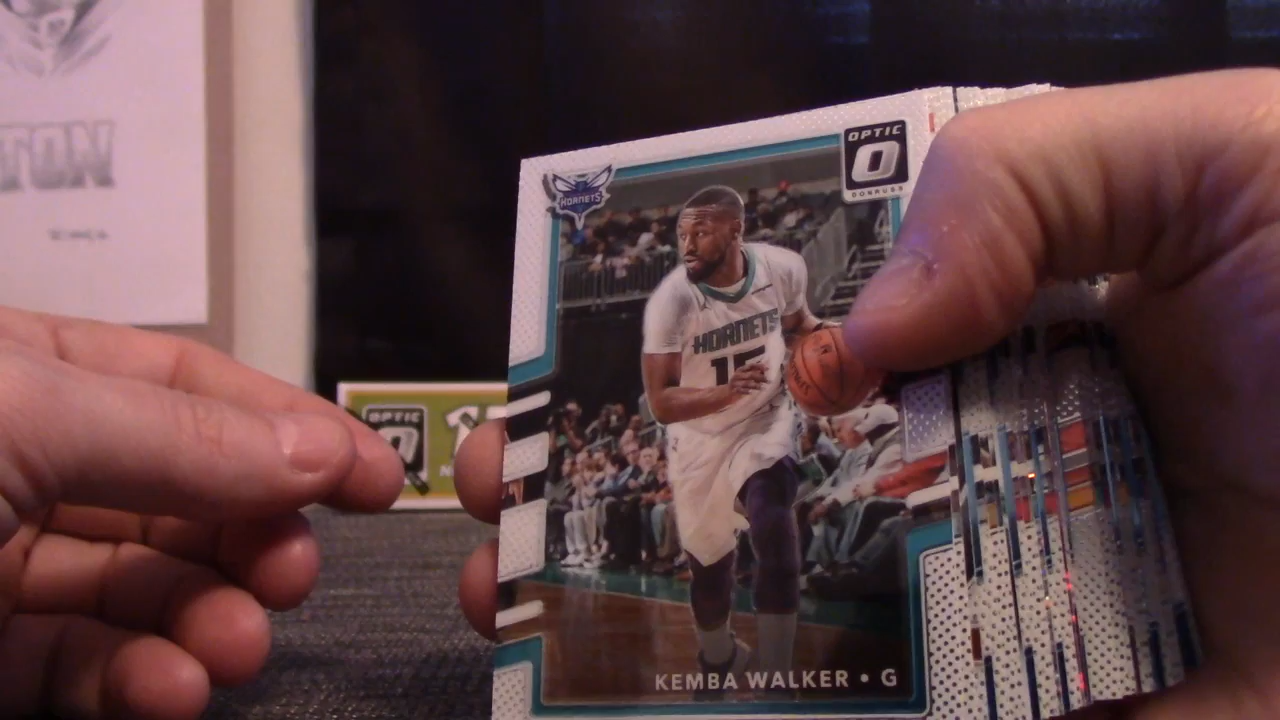 TON
OPTIC
O
DONRUSS
HORNETS
HORNETS
15
KEMBA WALKER • G
OPTIC